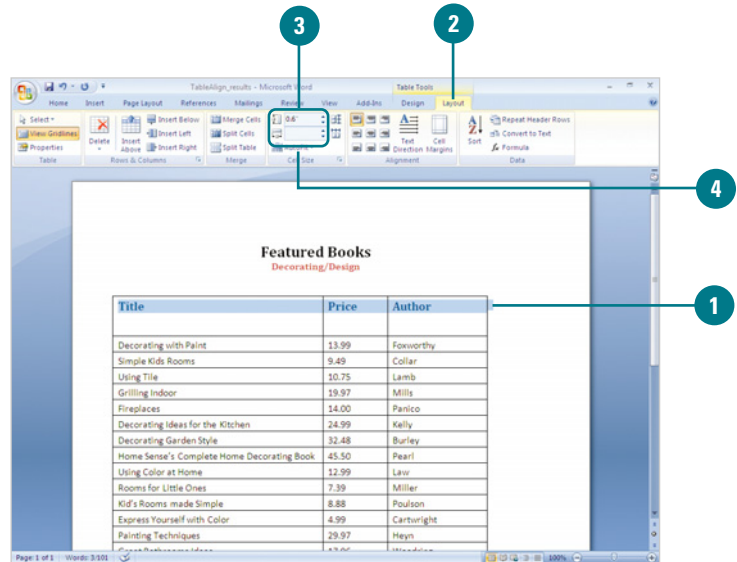 3
2
TableAlign_results - Microsoft Word
Table Tools
Home Insert Page Layout References Mailings Review View Add-Ins Design Layout
Select
View Gridlines
Properties
Table
Delete
Insert Above
Insert Below
Insert Left
Insert Right
Rows & Columns
Merge Cells
Split Cells
Split Table
Merge
0.6"
Cell Size
Text Direction
Cell Margins
Alignment
Sort
Repeat Header Rows
Convert to Text
Formula
Data
4
Featured Books
Decorating/Design
1
Title Price Author
Decorating with Paint 13.99 Foxworthy
Simple Kids Rooms 9.49 Collar
Using Tile 10.75 Lamb
Grilling Indoor 19.97 Mills
Fireplaces 14.00 Panico
Decorating Ideas for the Kitchen 24.99 Kelly
Decorating Garden Style 32.48 Burley
Home Sense's Complete Home Decorating Book 45.50 Pearl
Using Color at Home 12.99 Law
Rooms for Little Ones 7.39 Miller
Kid's Rooms made Simple 8.88 Poulson
Express Yourself with Color 4.99 Cartwright
Painting Techniques 29.97 Heyn
Page: 1 of 1 Words: 3/101 100%